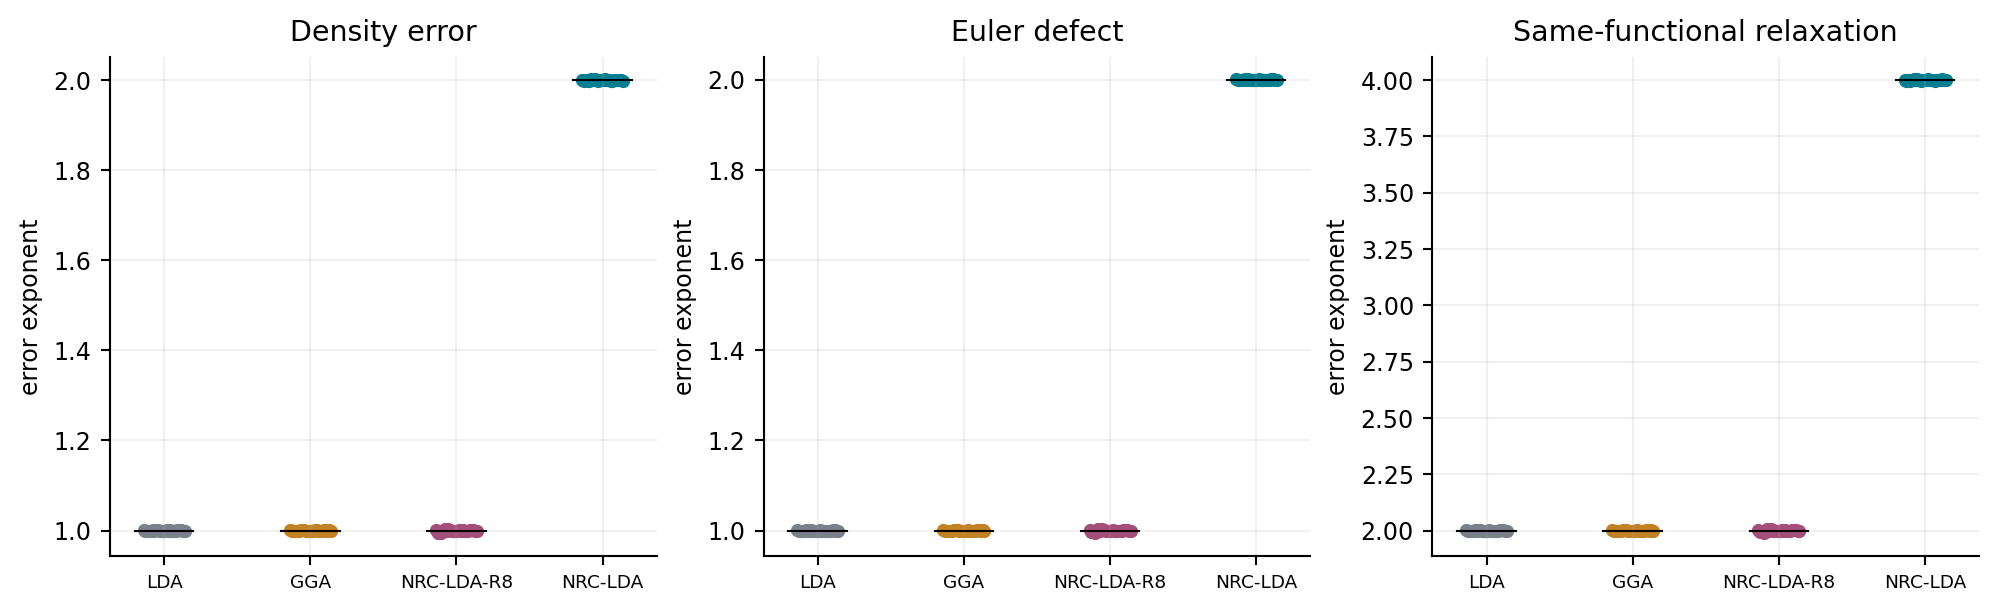 Density error
error exponent
2.0
1.8
1.6
1.4
1.2
1.0
LDA
GGA
NRC-LDA-R8
NRC-LDA
Euler defect
error exponent
2.0
1.8
1.6
1.4
1.2
1.0
LDA
GGA
NRC-LDA-R8
NRC-LDA
Same-functional relaxation
error exponent
4.00
3.75
3.50
3.25
3.00
2.75
2.50
2.25
2.00
LDA
GGA
NRC-LDA-R8
NRC-LDA